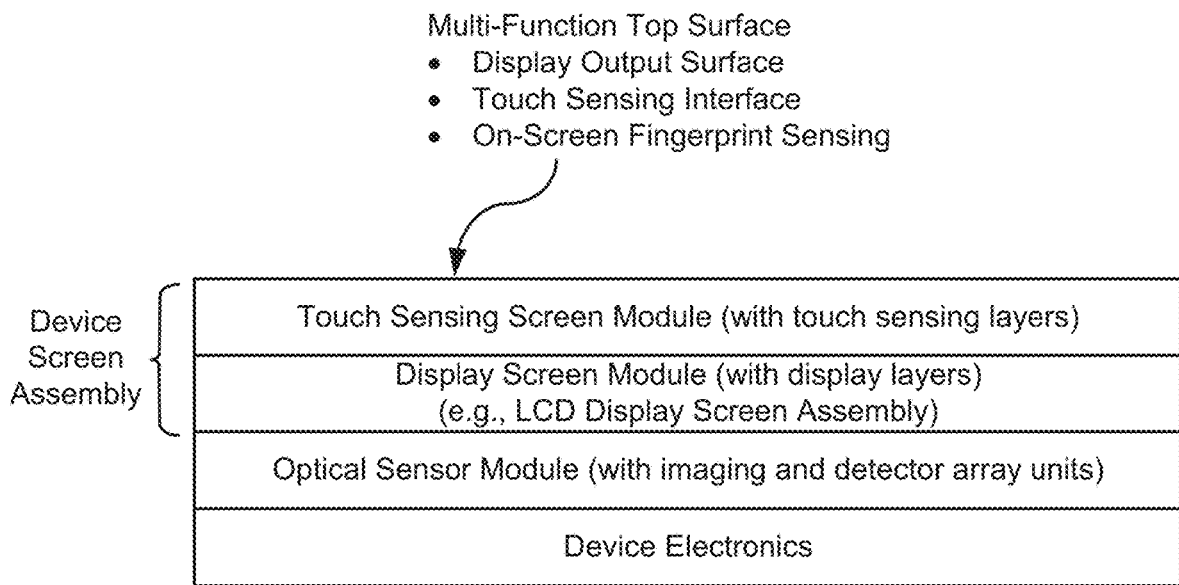 Multi-Function Top Surface
• Display Output Surface
• Touch Sensing Interface
• On-Screen Fingerprint Sensing
Device
Screen
Assembly
Touch Sensing Screen Module (with touch sensing layers)
Display Screen Module (with display layers)
(e.g., LCD Display Screen Assembly)
Optical Sensor Module (with imaging and detector array units)
Device Electronics